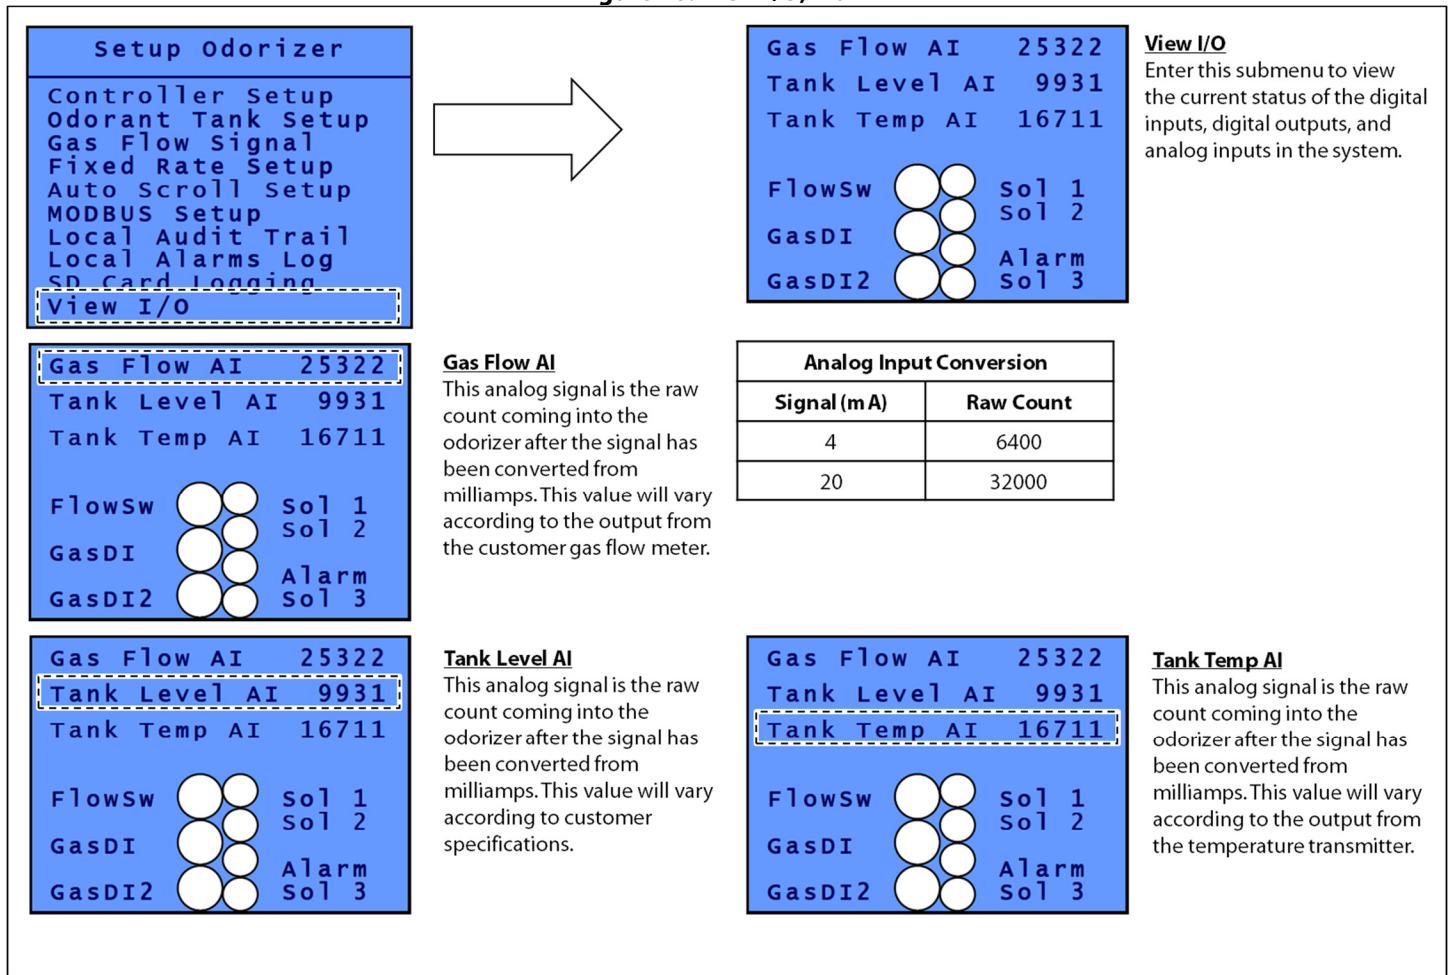 Setup Odorizer
Controller Setup
Odorant Tank Setup
Gas Flow Signal
Fixed Rate Setup
Auto Scroll Setup
MODBUS Setup
Local Audit Trail
Local Alarms Log
SD Card Logging
View I/O
Gas Flow AI 25322
Tank Level AI 9931
Tank Temp AI 16711
FlowSw
GasDI
GasDI2
Sol 1
Sol 2
Alarm
Sol 3
View I/O
Enter this submenu to view
the current status of the digital
inputs, digital outputs, and
analog inputs in the system.
Gas Flow AI 25322
Tank Level AI 9931
Tank Temp AI 16711
FlowSw
GasDI
GasDI2
Sol 1
Sol 2
Alarm
Sol 3
Gas Flow AI
This analog signal is the raw
count coming into the
odorizer after the signal has
been converted from
milliamps. This value will vary
according to the output from
the customer gas flow meter.
Analog Input Conversion
Signal (mA) Raw Count
4 6400
20 32000
Gas Flow AI 25322
Tank Level AI 9931
Tank Temp AI 16711
FlowSw
GasDI
GasDI2
Sol 1
Sol 2
Alarm
Sol 3
Tank Level AI
This analog signal is the raw
count coming into the
odorizer after the signal has
been converted from
milliamps. This value will vary
according to customer
specifications.
Gas Flow AI 25322
Tank Level AI 9931
Tank Temp AI 16711
FlowSw
GasDI
GasDI2
Sol 1
Sol 2
Alarm
Sol 3
Tank Temp AI
This analog signal is the raw
count coming into the
odorizer after the signal has
been converted from
milliamps. This value will vary
according to the output from
the temperature transmitter.